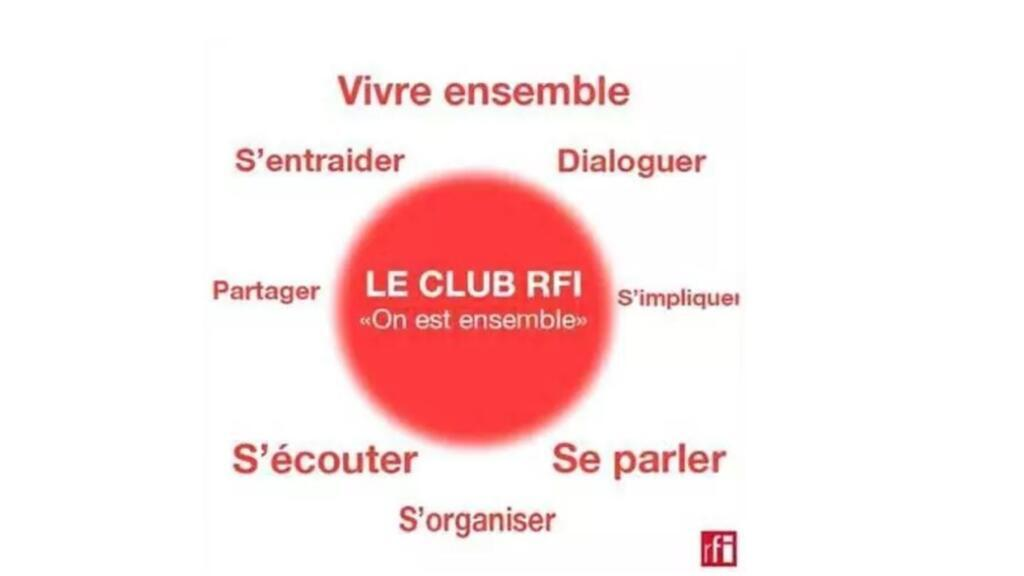 Vivre ensemble
S'entraider
Dialoguer
Partager
LE CLUB RFI
«On est ensemble»
S'impliquer
S'écouter
Se parler
S'organiser
rfi